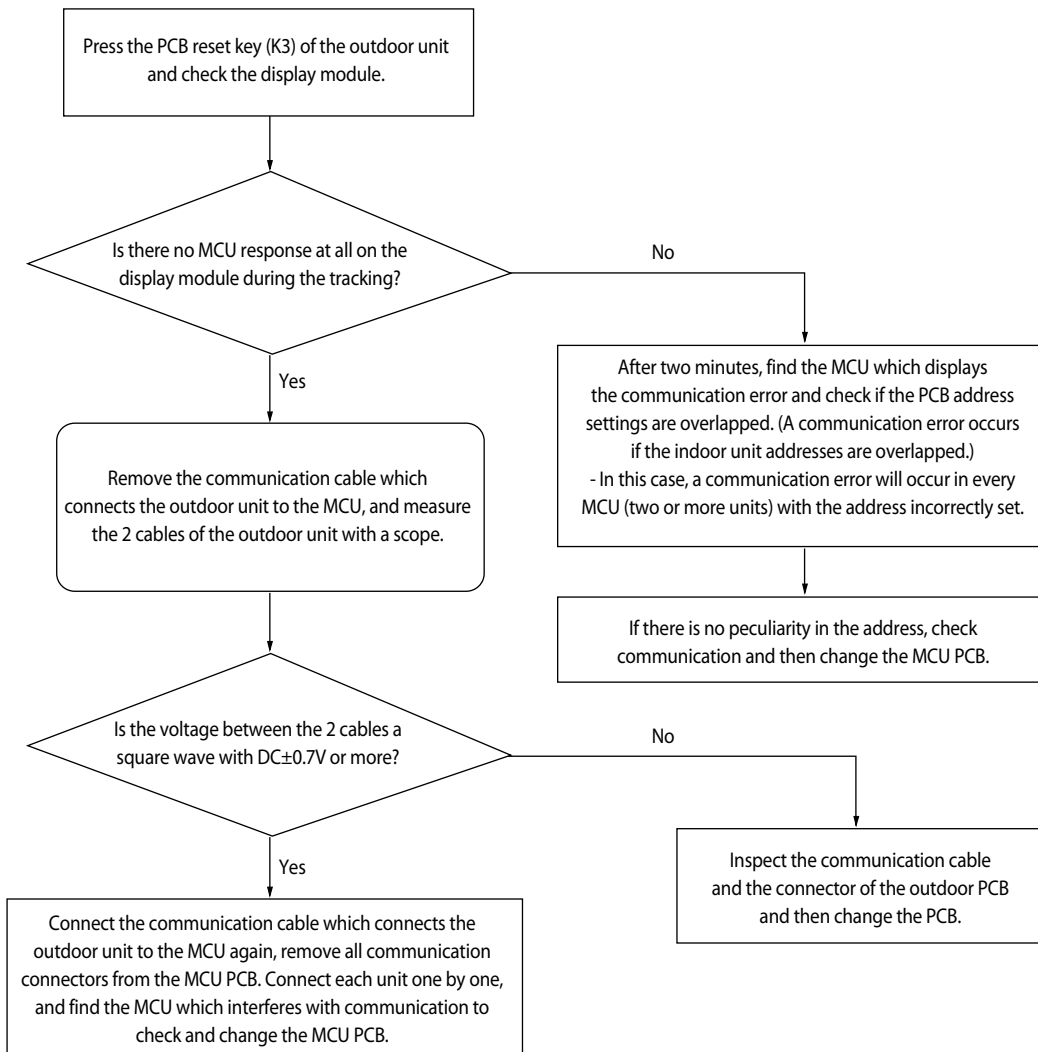 Press the PCB reset key (K3) of the outdoor unit
and check the display module.
Is there no MCU response at all on the
display module during the tracking?
No
Yes
After two minutes, find the MCU which displays
the communication error and check if the PCB address
settings are overlapped. (A communication error occurs
if the indoor unit addresses are overlapped.)
- In this case, a communication error will occur in every
MCU (two or more units) with the address incorrectly set.
Remove the communication cable which
connects the outdoor unit to the MCU, and measure
the 2 cables of the outdoor unit with a scope.
If there is no peculiarity in the address, check
communication and then change the MCU PCB.
Is the voltage between the 2 cables a
square wave with DC±0.7V or more?
No
Yes
Inspect the communication cable
and the connector of the outdoor PCB
and then change the PCB.
Connect the communication cable which connects the
outdoor unit to the MCU again, remove all communication
connectors from the MCU PCB. Connect each unit one by one,
and find the MCU which interferes with communication to
check and change the MCU PCB.